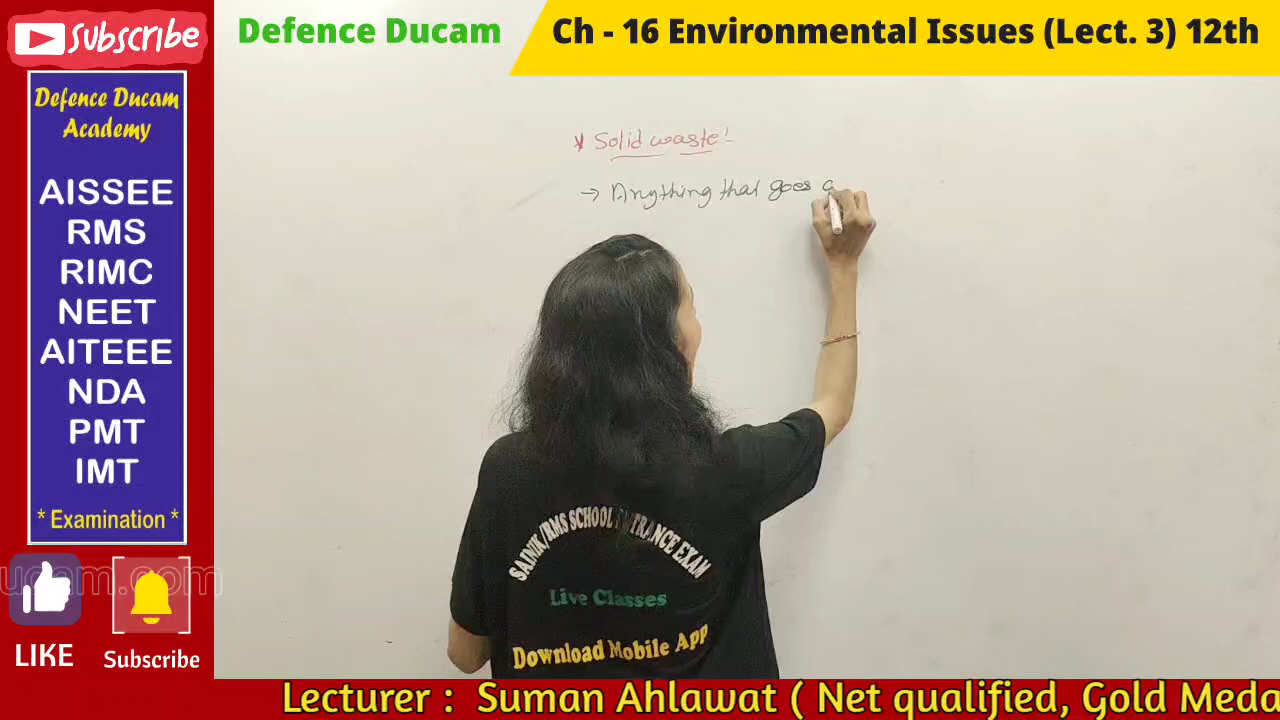 Subscribe
Defence Ducam
Ch - 16 Environmental Issues (Lect. 3) 12th
Defence Ducam
Academy
AISSEE
RMS
RIMC
NEET
AITEEE
NDA
PMT
IMT
* Examination *
LIKE
Subscribe
* Solid waste!
→ Anything that goes
SAINIK/RMS SCHOOL ENTRANCE EXAM
Live Classes
Download Mobile App
Lecturer : Suman Ahlawat ( Net qualified, Gold Meda